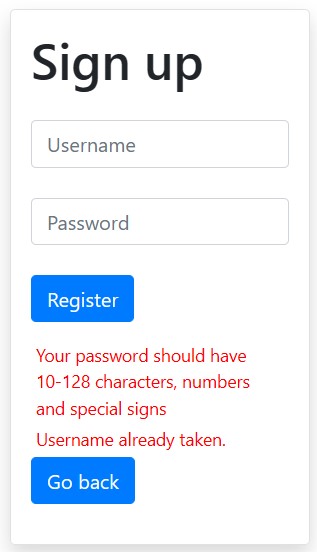 Sign up
Username
Password
Register
Your password should have
10-128 characters, numbers
and special signs
Username already taken.
Go back